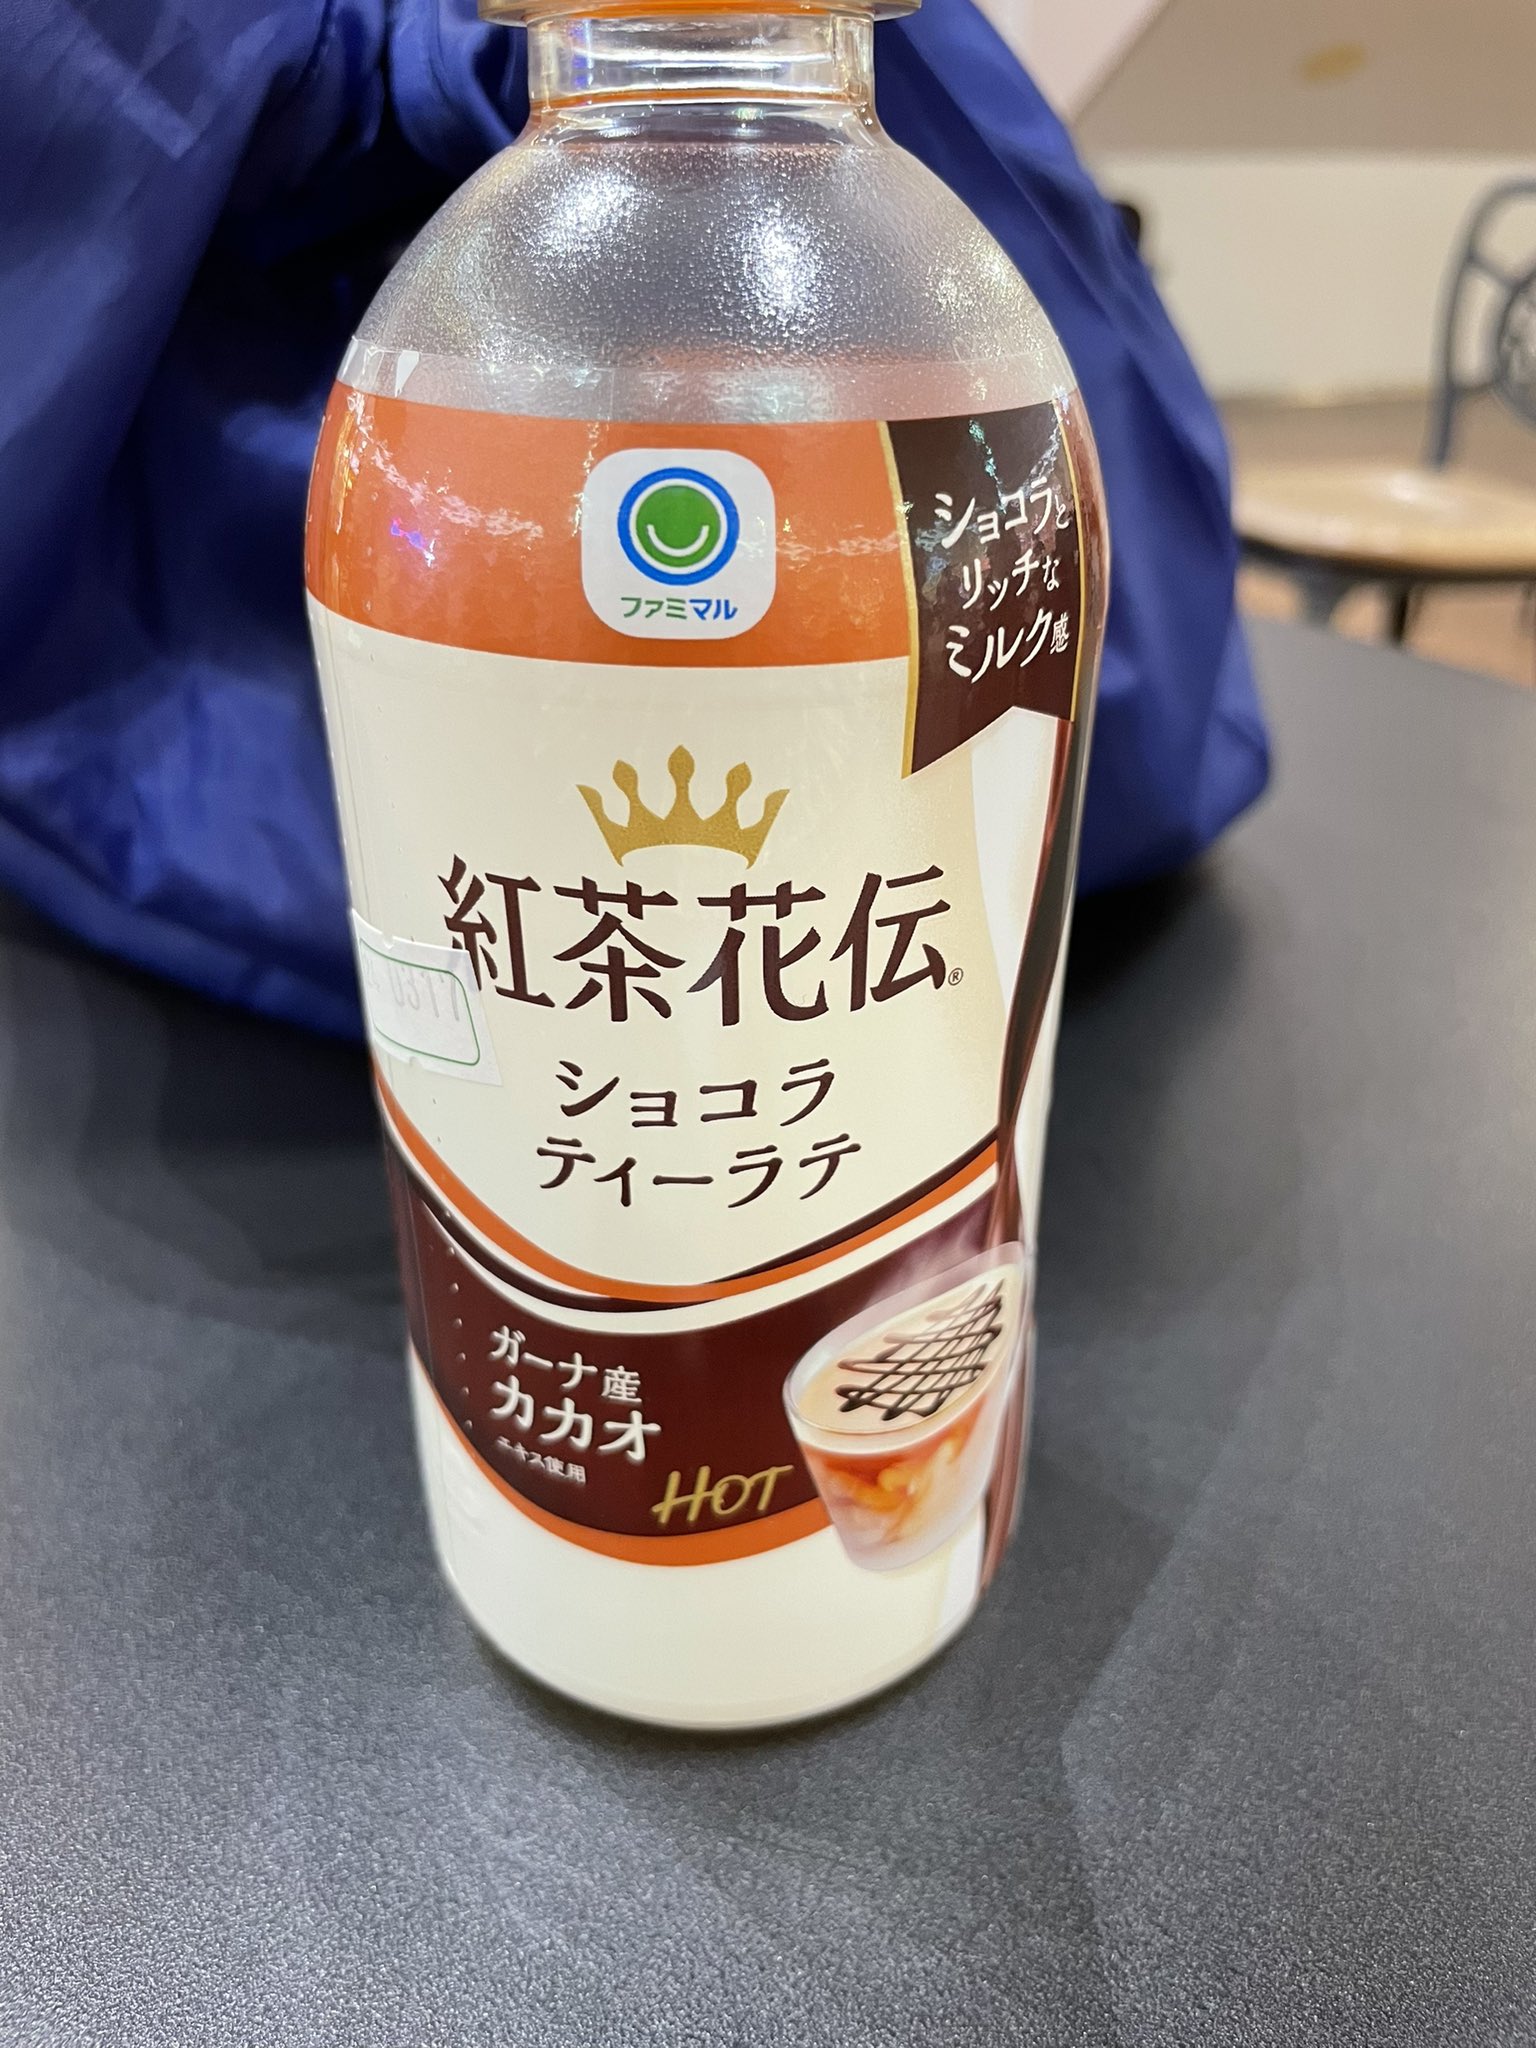 ファミマル
ショコラと
リッチな
ミルク感
紅茶花伝®
ショコラ
ティーラテ
ガーナ産
カカオ
エキス使用
HOT